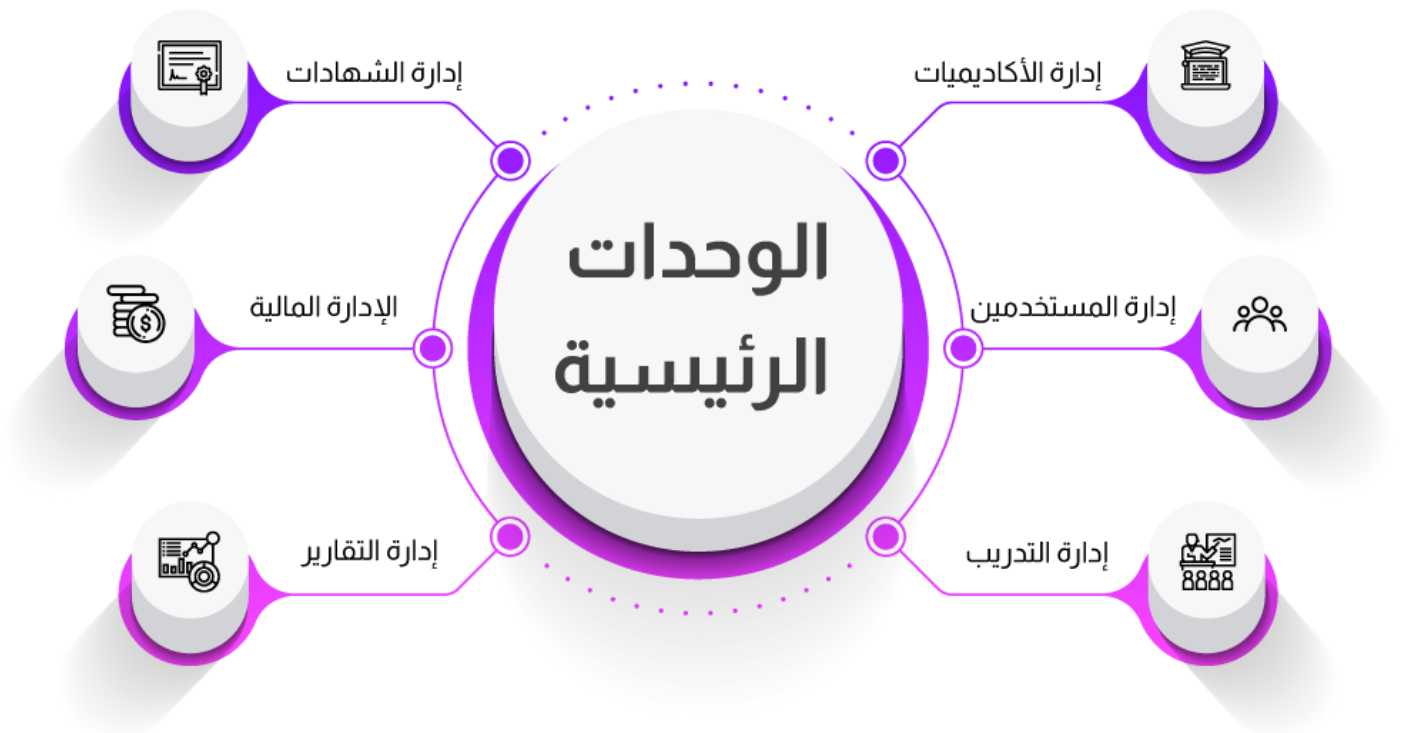 الوحدات
الرئيسية
إدارة الأكاديميات
إدارة المستخدمين
إدارة التدريب
إدارة الشهادات
الإدارة المالية
إدارة التقارير